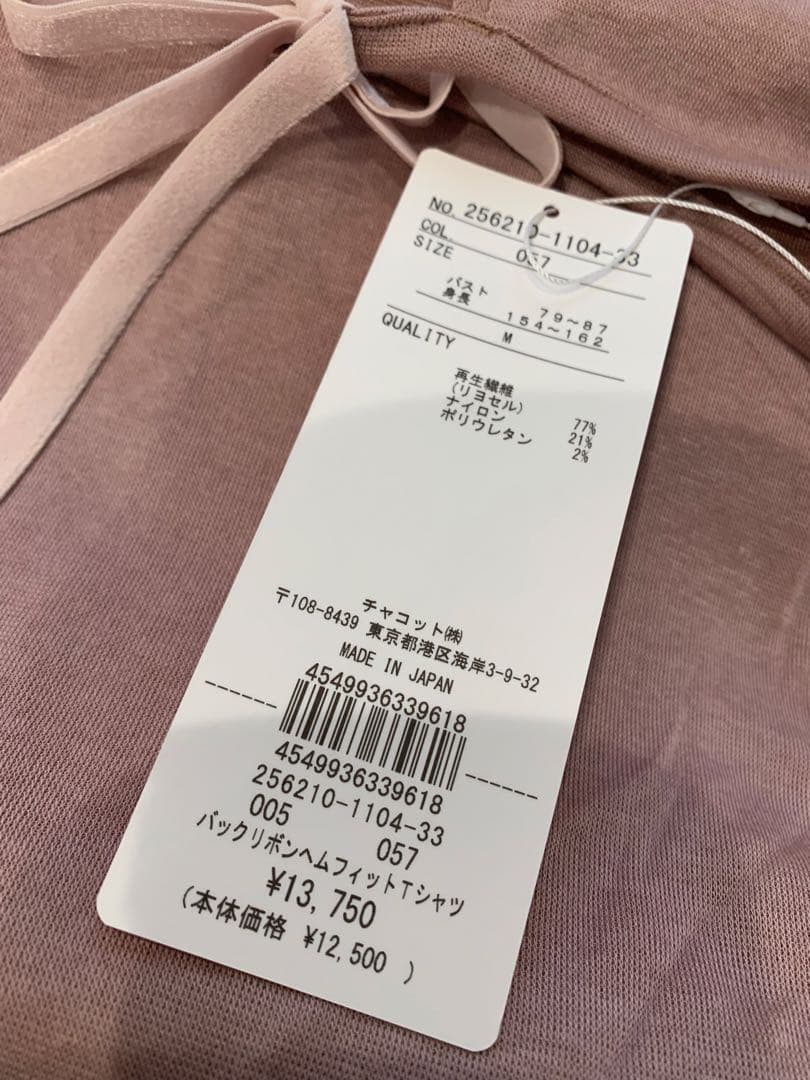 NO. 256210-1104-33
COL. 057
SIZE
バスト 79～87
身長 154～162
M
QUALITY
再生繊維
(リヨセル) 77%
ナイロン 21%
ポリウレタン 2%
チャコット㈱
〒108-8439 東京都港区海岸3-9-32
MADE IN JAPAN
4549936339618
4549936339618
256210-1104-33
005 057
バックリボンヘムフィットTシャツ
¥13,750
(本体価格 ¥12,500 )